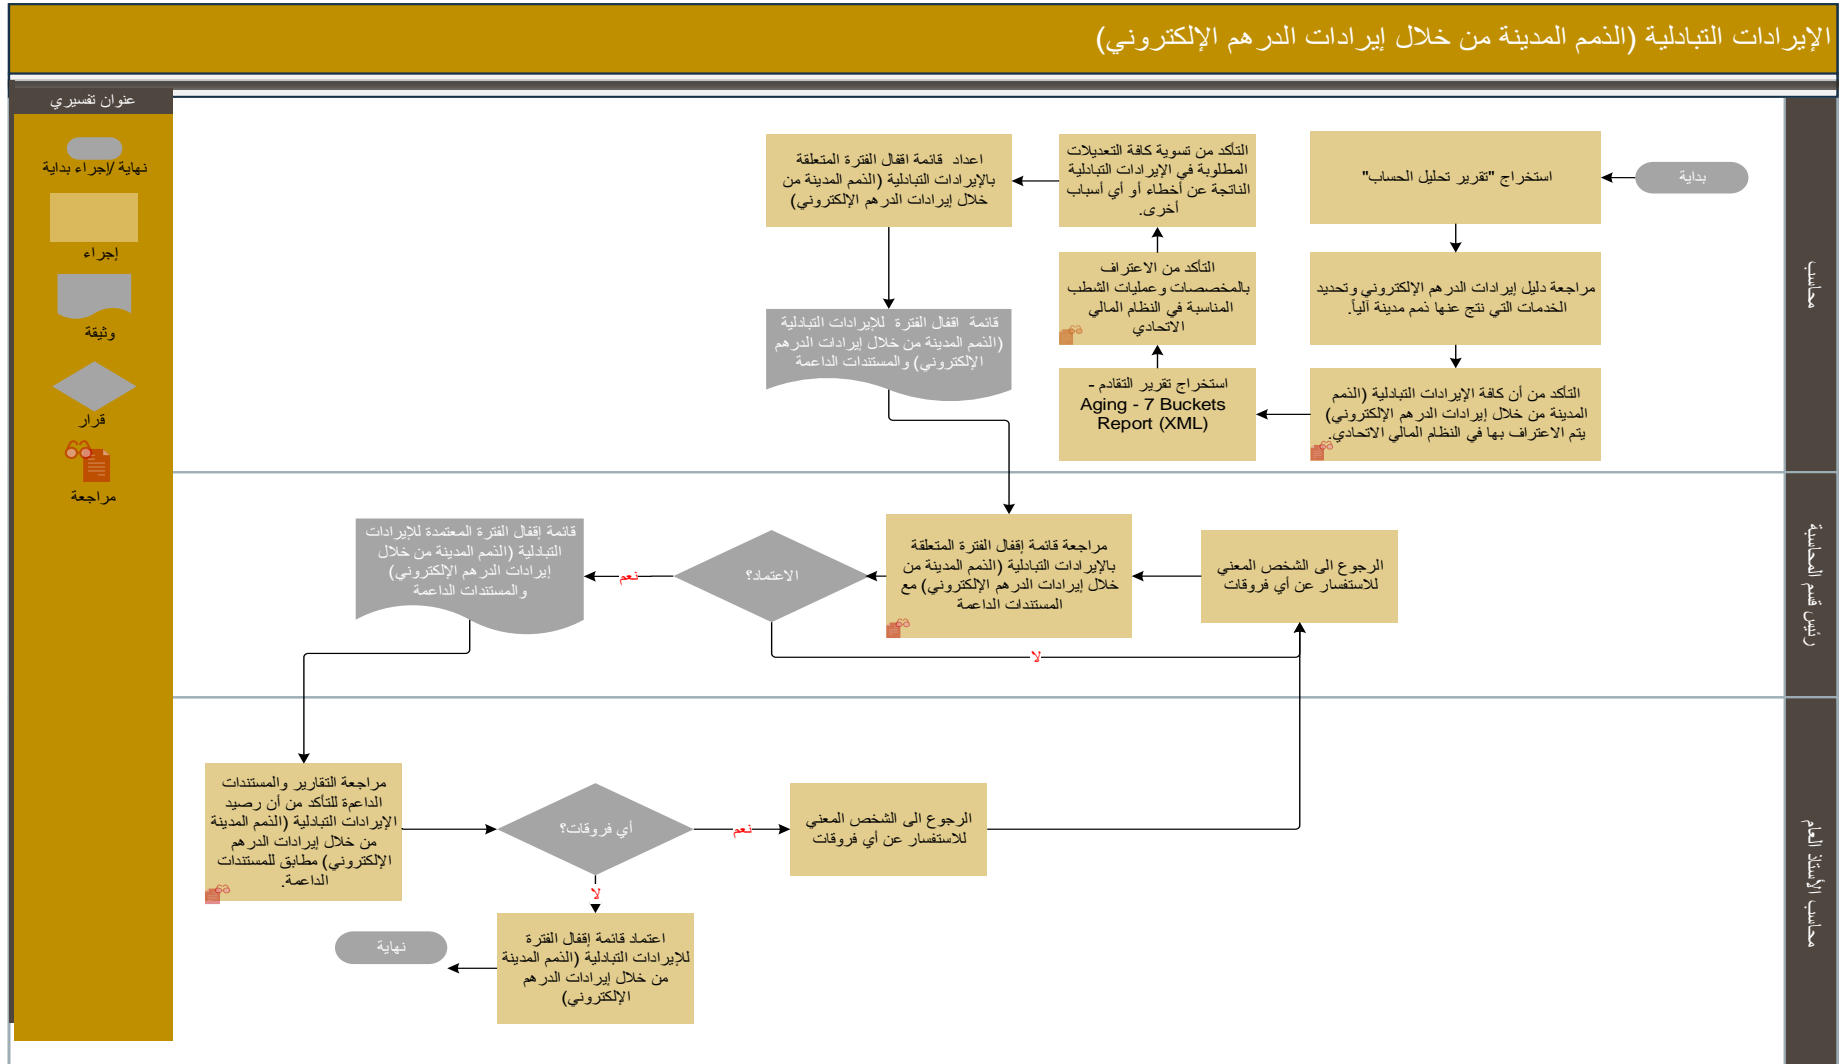 الإيرادات التبادلية (الذمم المدينة من خلال إيرادات الدرهم الإلكتروني)
عنوان تفسيري
نهاية /إجراء بداية
إجراء
وثيقة
قرار
مراجعة
محاسب
بداية
استخراج "تقرير تحليل الحساب"
مراجعة دليل إيرادات الدرهم الإلكتروني وتحديد
الخدمات التي نتج عنها ذمم مدينة آلياً.
التأكد من أن كافة الإيرادات التبادلية (الذمم
المدينة من خلال إيرادات الدرهم الإلكتروني)
يتم الاعتراف بها في النظام المالي الاتحادي.
استخراج تقرير التقادم -
Aging - 7 Buckets
Report (XML)
التأكد من الاعتراف
بالمخصصات وعمليات الشطب
المناسبة في النظام المالي
الاتحادي
التأكد من تسوية كافة التعديلات
المطلوبة في الإيرادات التبادلية
الناتجة عن أخطاء أو أي أسباب
أخرى.
اعداد قائمة اقفال الفترة المتعلقة
بالإيرادات التبادلية (الذمم المدينة من
خلال إيرادات الدرهم الإلكتروني)
قائمة اقفال الفترة للإيرادات التبادلية
(الذمم المدينة من خلال إيرادات الدرهم
الإلكتروني) والمستندات الداعمة
رئيس قسم المحاسبة
الرجوع الى الشخص المعني
للاستفسار عن أي فروقات
مراجعة قائمة إقفال الفترة المتعلقة
بالإيرادات التبادلية (الذمم المدينة من
خلال إيرادات الدرهم الإلكتروني) مع
المستندات الداعمة
الاعتماد؟
نعم
لا
قائمة إقفال الفترة المعتمدة للإيرادات
التبادلية (الذمم المدينة من خلال
إيرادات الدرهم الإلكتروني)
والمستندات الداعمة
محاسب الأستاذ العام
مراجعة التقارير والمستندات
الداعمة للتأكد من أن رصيد
الإيرادات التبادلية (الذمم المدينة
من خلال إيرادات الدرهم
الإلكتروني) مطابق للمستندات
الداعمة.
أي فروقات؟
نعم
لا
الرجوع الى الشخص المعني
للاستفسار عن أي فروقات
اعتماد قائمة إقفال الفترة
للإيرادات التبادلية (الذمم المدينة
من خلال إيرادات الدرهم
الإلكتروني)
نهاية